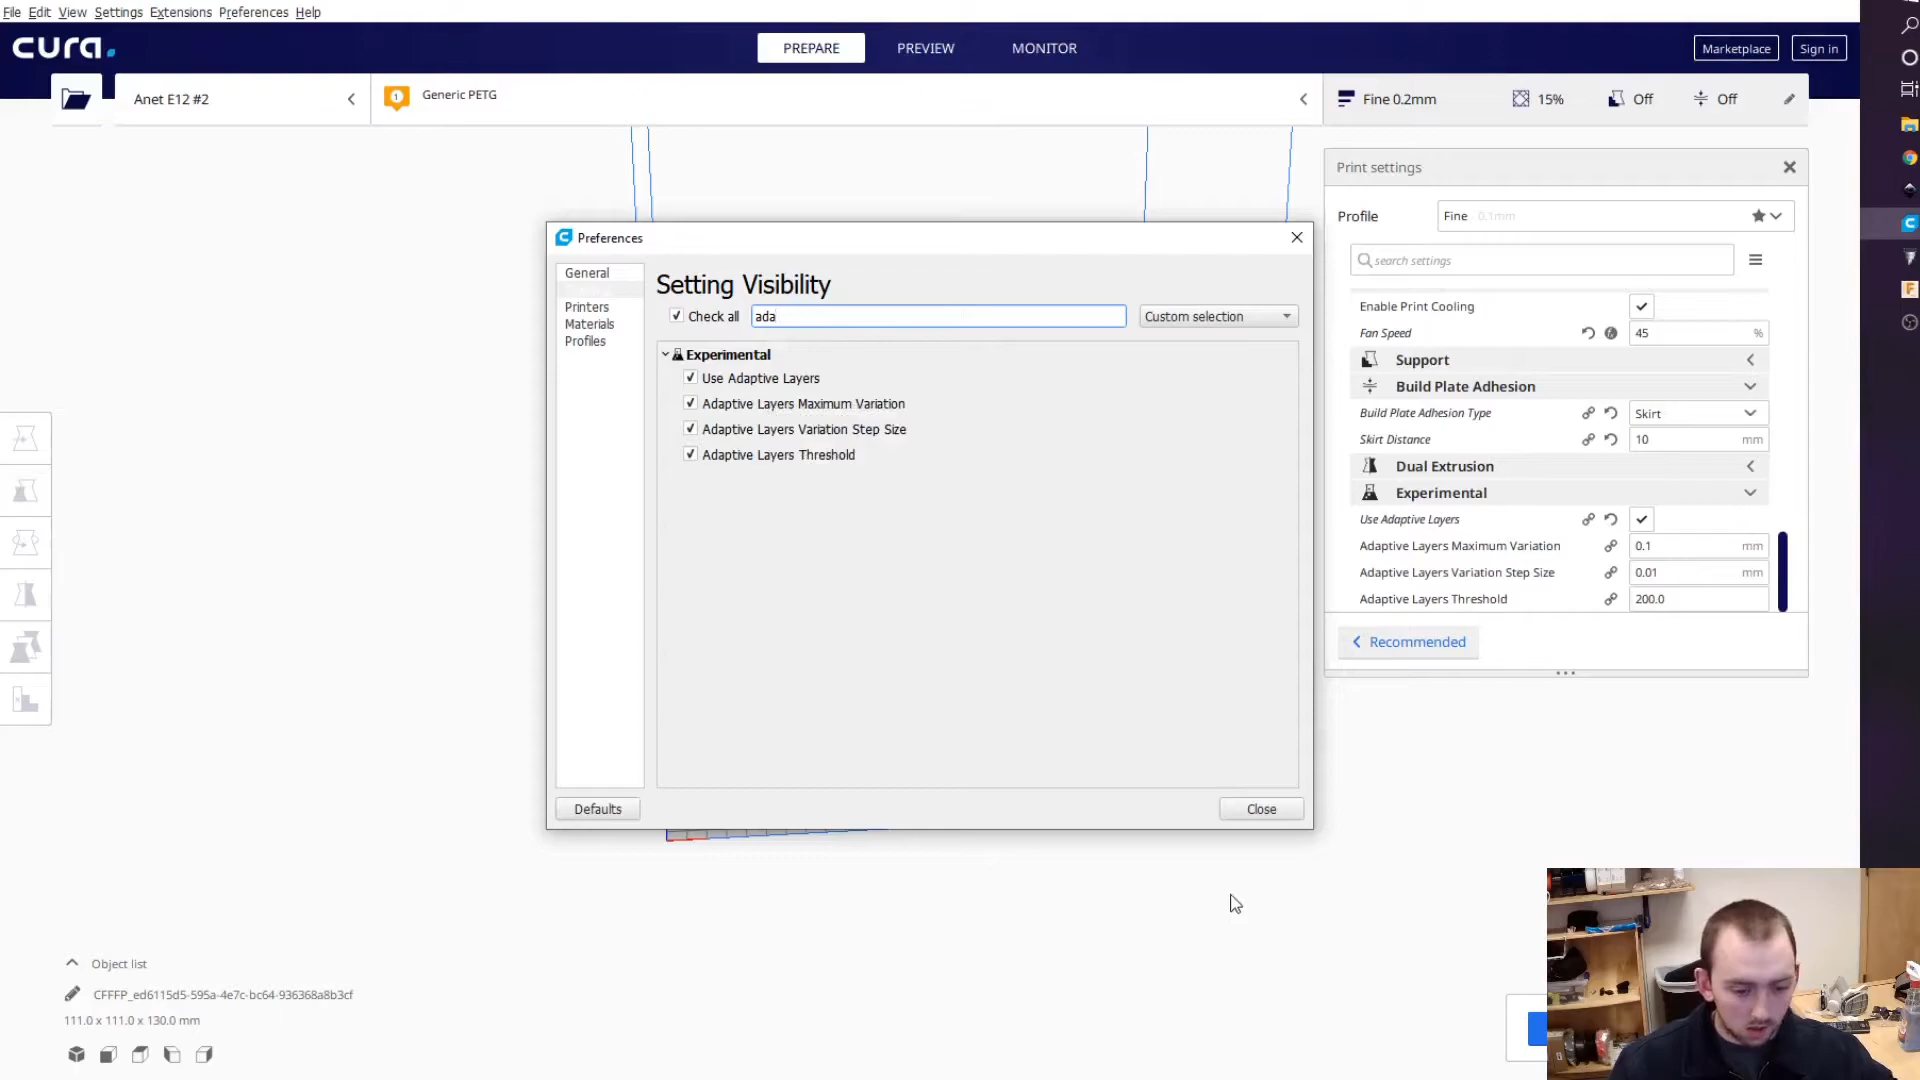 File Edit View Settings Extensions Preferences Help
cura.
PREPARE
PREVIEW
MONITOR
Marketplace
Sign in
Anet E12 #2
1
Generic PETG
Fine 0.2mm
15%
Off
Off
Print settings
Profile
Fine 0.1mm
search settings
Enable Print Cooling
Fan Speed
45 %
Support
Build Plate Adhesion
Build Plate Adhesion Type
Skirt
Skirt Distance
10 mm
Dual Extrusion
Experimental
Use Adaptive Layers
Adaptive Layers Maximum Variation
0.1 mm
Adaptive Layers Variation Step Size
0.01 mm
Adaptive Layers Threshold
200.0
Recommended
Preferences
General
Printers
Materials
Profiles
Setting Visibility
Check all
ada
Custom selection
Experimental
Use Adaptive Layers
Adaptive Layers Maximum Variation
Adaptive Layers Variation Step Size
Adaptive Layers Threshold
Defaults
Close
Object list
CFFFP_ed6115d5-595a-4e7c-bc64-936368a8b3cf
111.0 x 111.0 x 130.0 mm